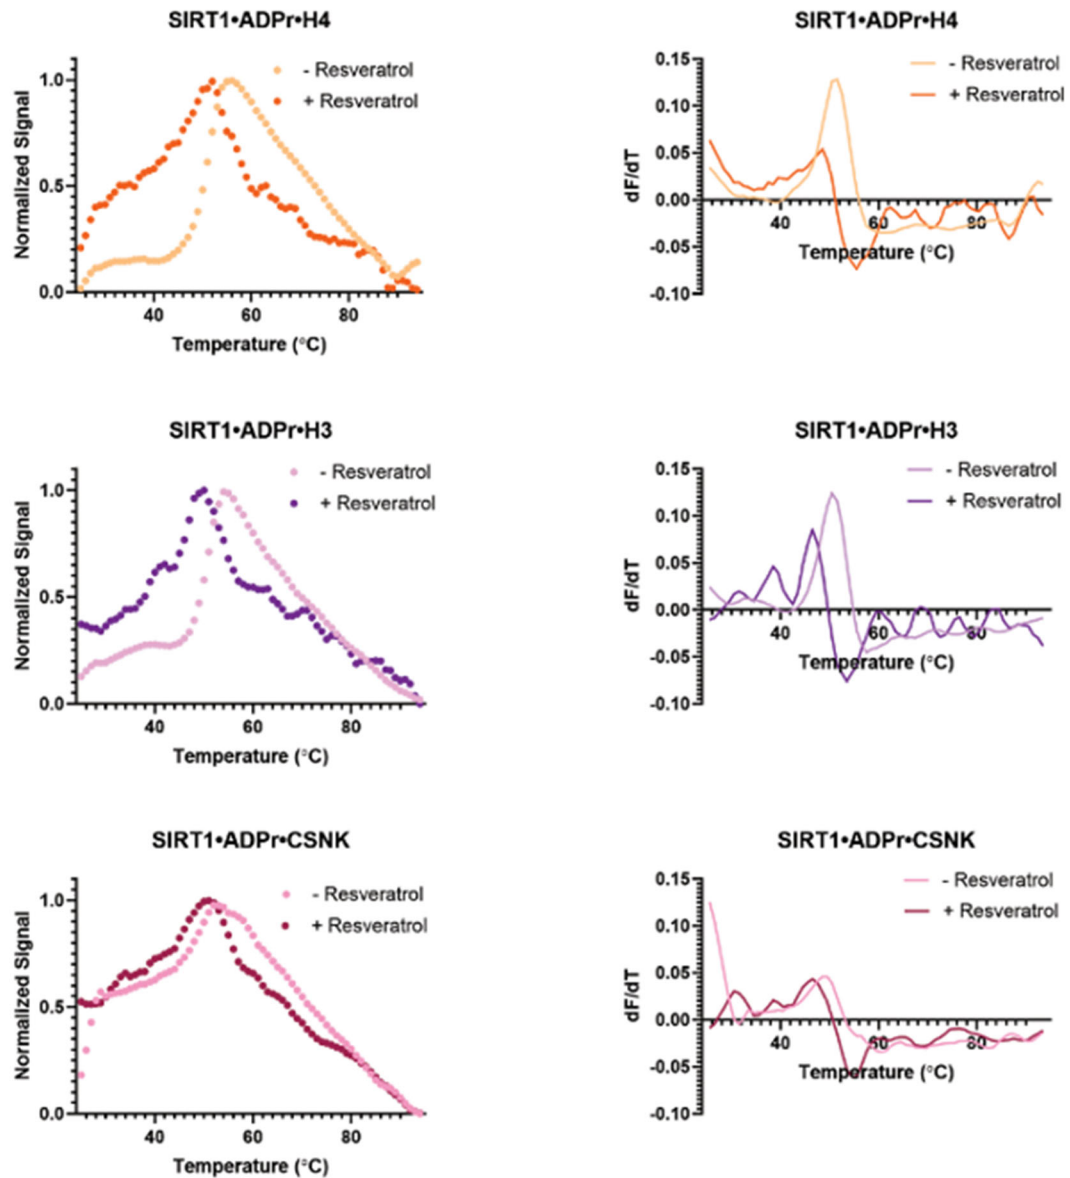 SIRT1•ADPr•H4
- Resveratrol
+ Resveratrol
Normalized Signal
1.0
0.5
0.0
40 60 80
Temperature (°C)
SIRT1•ADPr•H4
- Resveratrol
+ Resveratrol
dF/dT
0.15
0.10
0.05
0.00
-0.05
-0.10
40 60 80
Temperature (°C)
SIRT1•ADPr•H3
- Resveratrol
+ Resveratrol
Normalized Signal
1.0
0.5
0.0
40 60 80
Temperature (°C)
SIRT1•ADPr•H3
- Resveratrol
+ Resveratrol
dF/dT
0.15
0.10
0.05
0.00
-0.05
-0.10
40 60 80
Temperature (°C)
SIRT1•ADPr•CSNK
- Resveratrol
+ Resveratrol
Normalized Signal
1.0
0.5
0.0
40 60 80
Temperature (°C)
SIRT1•ADPr•CSNK
- Resveratrol
+ Resveratrol
dF/dT
0.15
0.10
0.05
0.00
-0.05
-0.10
40 60 80
Temperature (°C)